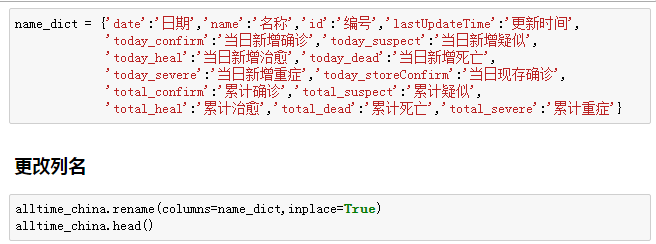 name_dict = {'date':'日期','name':'名称','id':'编号','lastUpdateTime':'更新时间',
'today_confirm':'当日新增确诊','today_suspect':'当日新增疑似',
'today_heal':'当日新增治愈','today_dead':'当日新增死亡',
'today_severe':'当日新增重症','today_storeConfirm':'当日现存确诊',
'total_confirm':'累计确诊','total_suspect':'累计疑似',
'total_heal':'累计治愈','total_dead':'累计死亡','total_severe':'累计重症'}
更改列名
alltime_china.rename(columns=name_dict,inplace=True)
alltime_china.head()